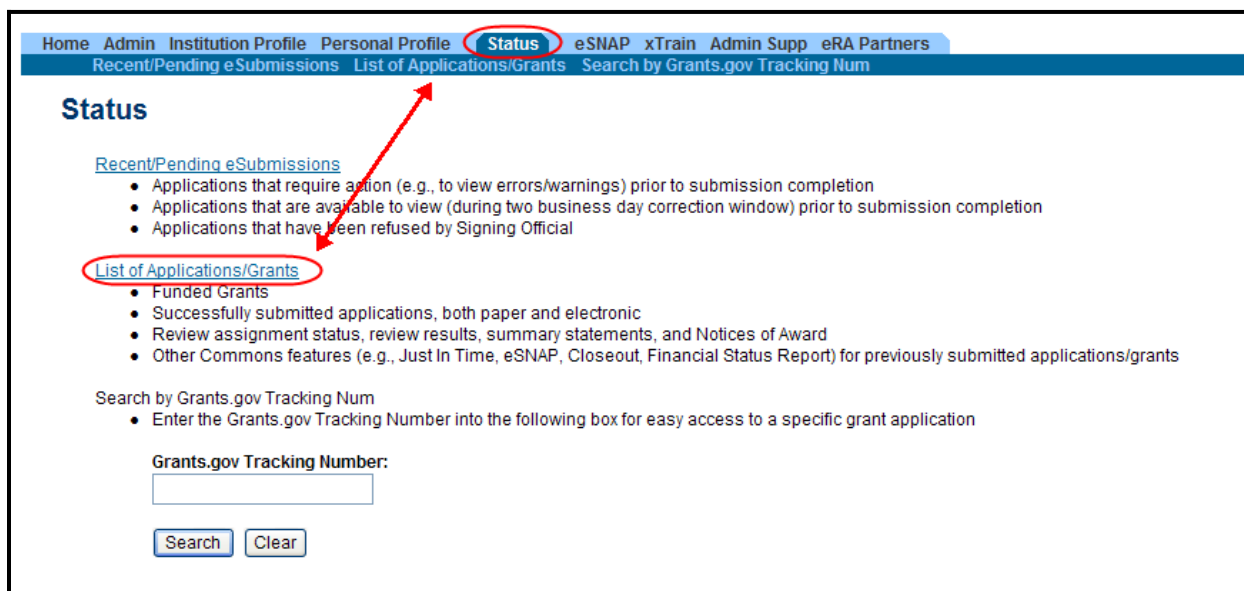 Home Admin Institution Profile Personal Profile Status eSNAP xTrain Admin Supp eRA Partners
Recent/Pending eSubmissions List of Applications/Grants Search by Grants.gov Tracking Num
Status
Recent/Pending eSubmissions
• Applications that require action (e.g., to view errors/warnings) prior to submission completion
• Applications that are available to view (during two business day correction window) prior to submission completion
• Applications that have been refused by Signing Official
List of Applications/Grants
• Funded Grants
• Successfully submitted applications, both paper and electronic
• Review assignment status, review results, summary statements, and Notices of Award
• Other Commons features (e.g., Just In Time, eSNAP, Closeout, Financial Status Report) for previously submitted applications/grants
Search by Grants.gov Tracking Num
• Enter the Grants.gov Tracking Number into the following box for easy access to a specific grant application
Grants.gov Tracking Number:
Search Clear